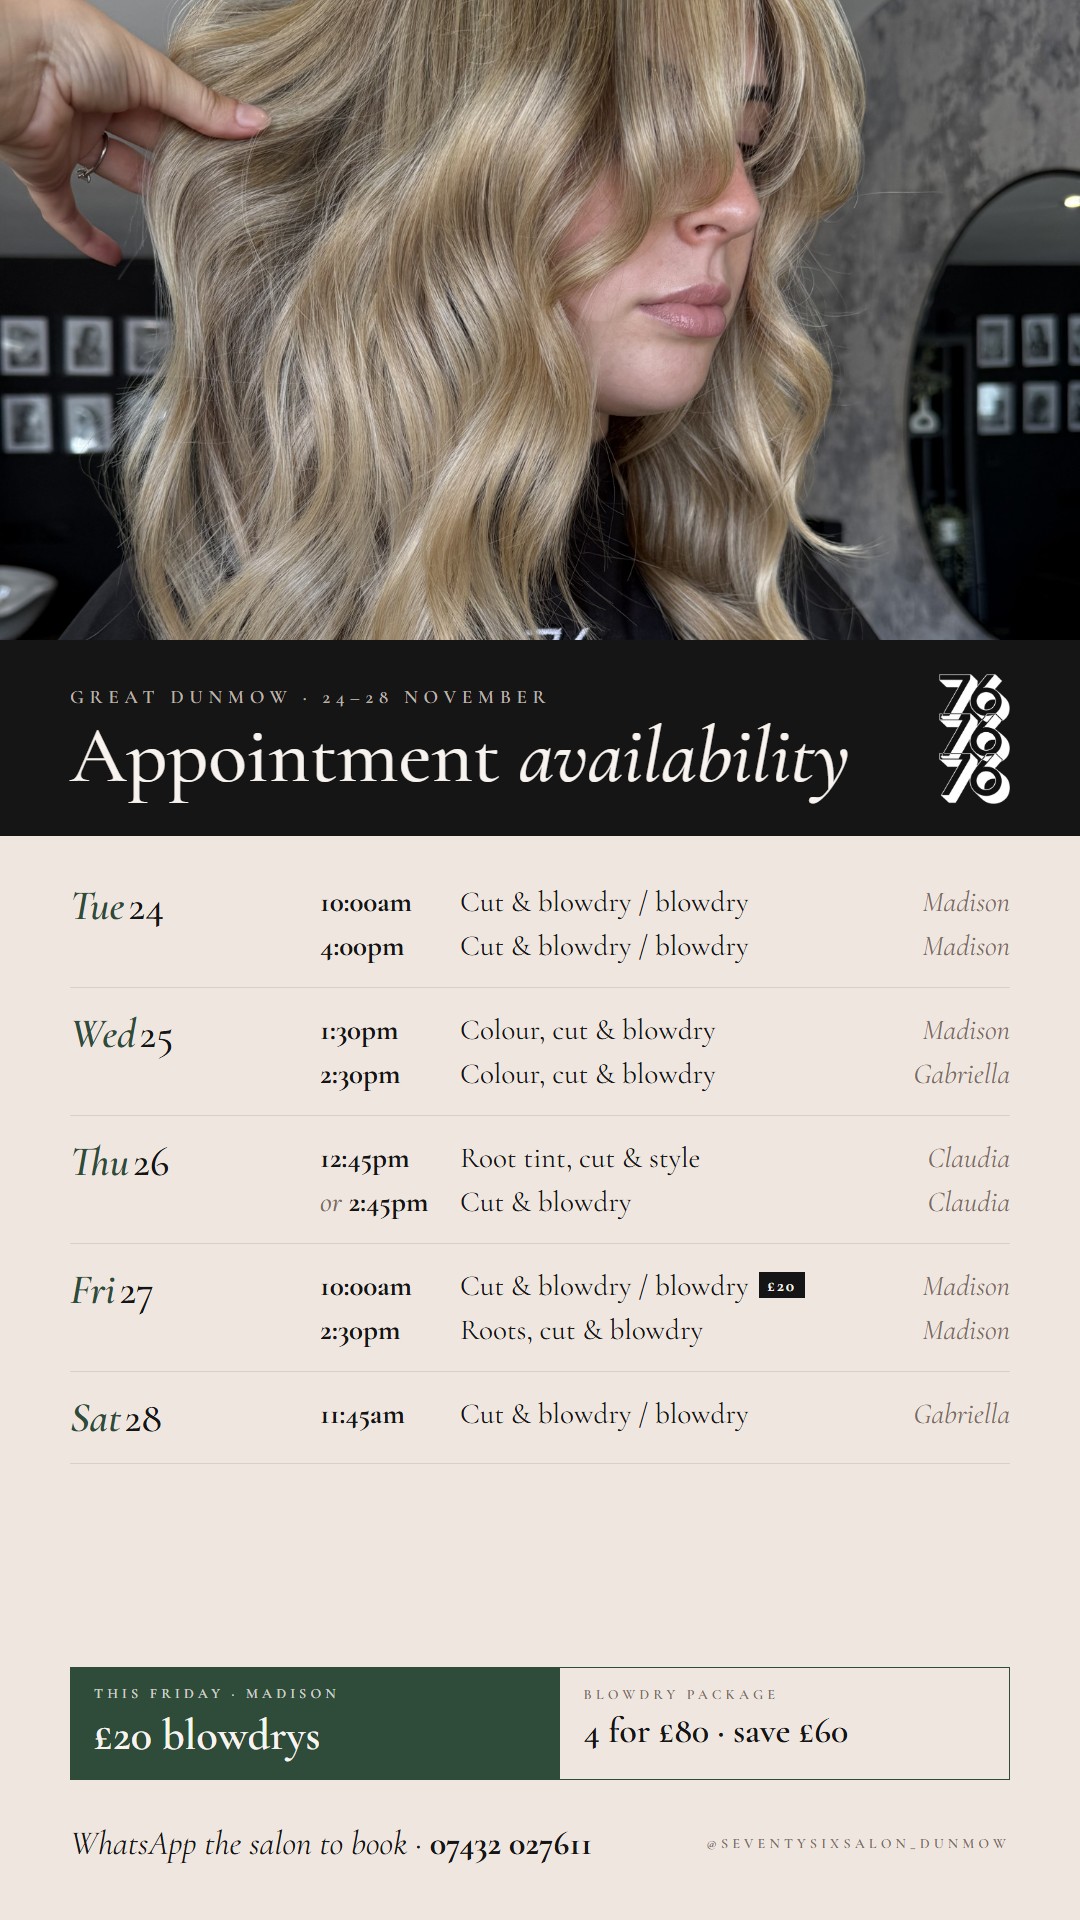 GREAT DUNMOW · 24–28 NOVEMBER
Appointment availability
76
76
76
Tue 24
10:00am Cut & blowdry / blowdry Madison
4:00pm Cut & blowdry / blowdry Madison
Wed 25
1:30pm Colour, cut & blowdry Madison
2:30pm Colour, cut & blowdry Gabriella
Thu 26
12:45pm Root tint, cut & style Claudia
or 2:45pm Cut & blowdry Claudia
Fri 27
10:00am Cut & blowdry / blowdry £20 Madison
2:30pm Roots, cut & blowdry Madison
Sat 28
11:45am Cut & blowdry / blowdry Gabriella
THIS FRIDAY · MADISON
£20 blowdrys
BLOWDRY PACKAGE
4 for £80 · save £60
WhatsApp the salon to book · 07432 027611
@SEVENTYSIXSALON_DUNMOW